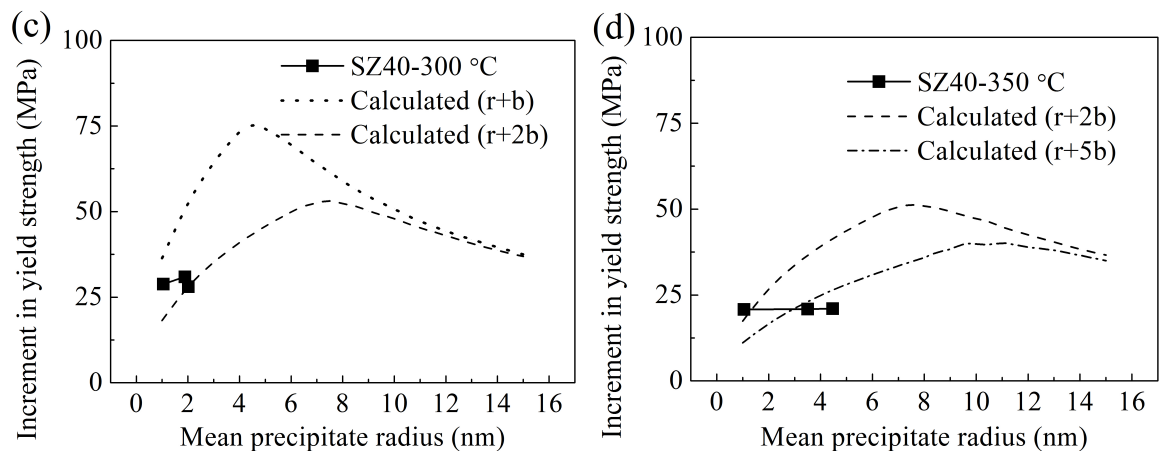 (c)
Increment in yield strength (MPa)
100
75
50
25
0
SZ40-300 °C
Calculated (r+b)
Calculated (r+2b)
0 2 4 6 8 10 12 14 16
Mean precipitate radius (nm)
(d)
Increment in yield strength (MPa)
100
75
50
25
0
SZ40-350 °C
Calculated (r+2b)
Calculated (r+5b)
0 2 4 6 8 10 12 14 16
Mean precipitate radius (nm)